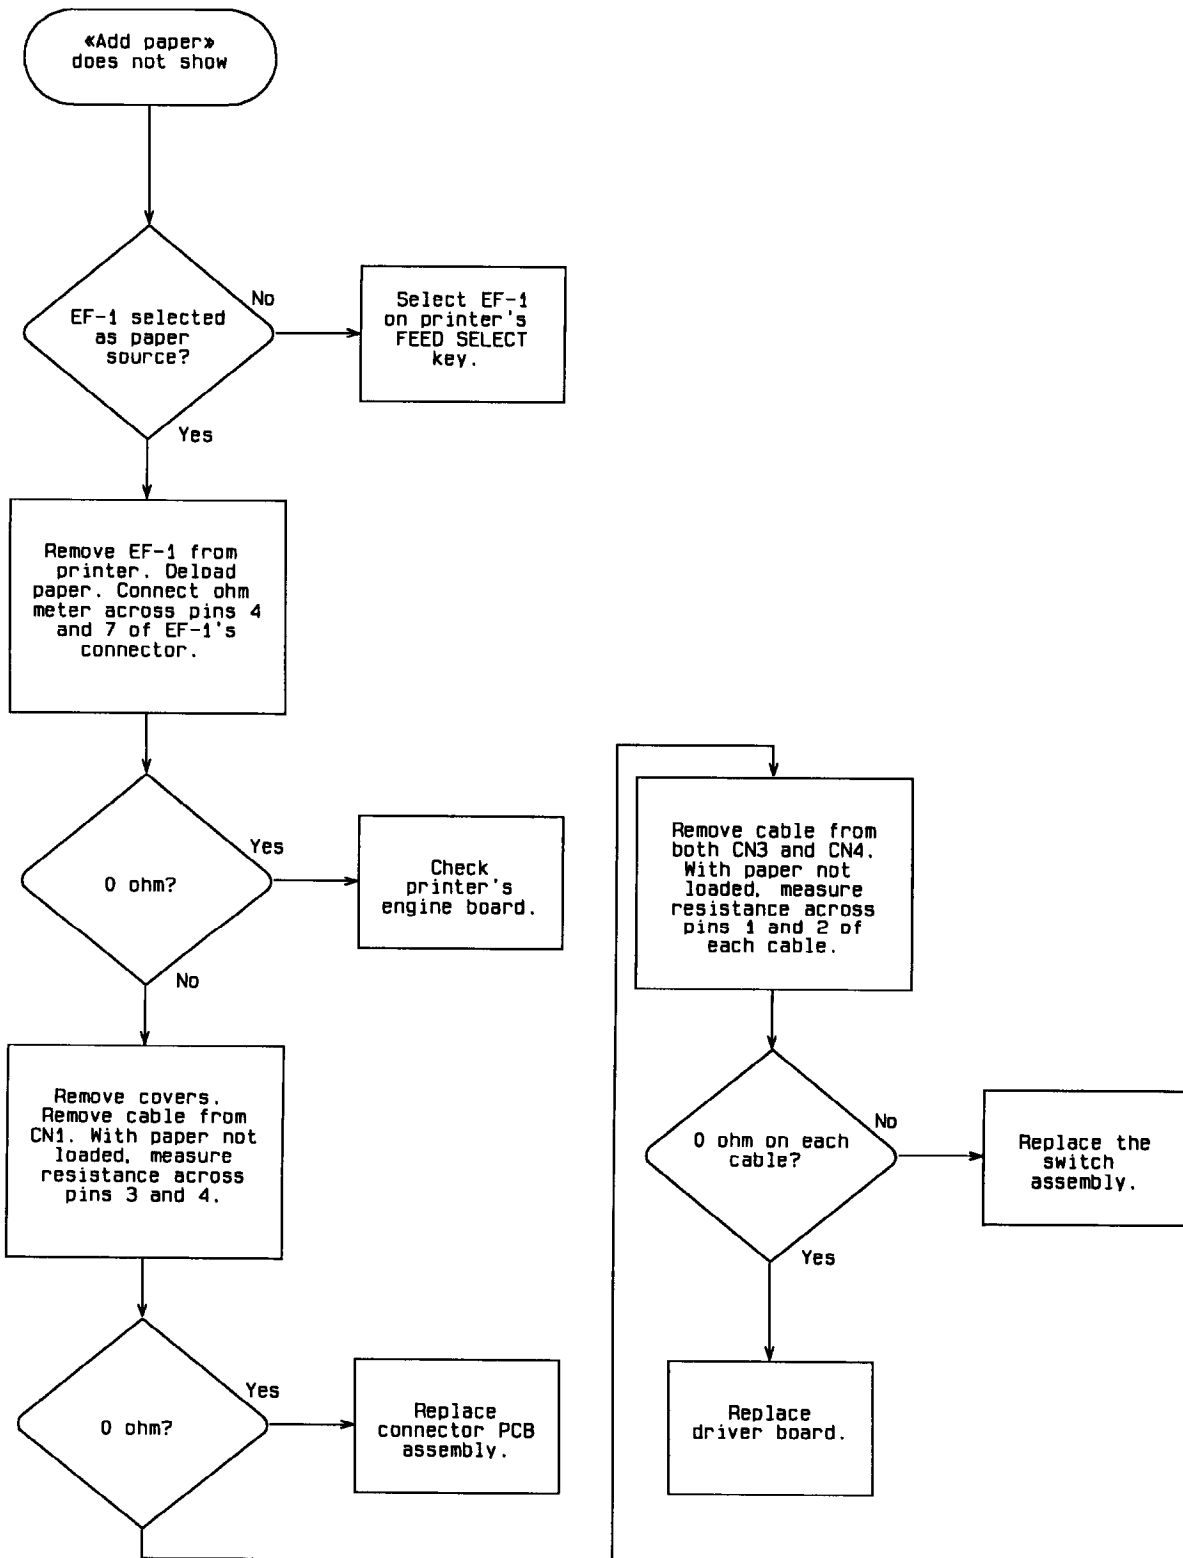 «Add paper»
does not show
EF-1 selected
as paper
source?
No
Select EF-1
on printer's
FEED SELECT
key.
Yes
Remove EF-1 from
printer. Deload
paper. Connect ohm
meter across pins 4
and 7 of EF-1's
connector.
0 ohm?
Yes
Check
printer's
engine board.
No
Remove covers.
Remove cable from
CN1. With paper not
loaded, measure
resistance across
pins 3 and 4.
0 ohm?
Yes
Replace
connector PCB
assembly.
Remove cable from
both CN3 and CN4.
With paper not
loaded, measure
resistance across
pins 1 and 2 of
each cable.
0 ohm on each
cable?
No
Replace the
switch
assembly.
Yes
Replace
driver board.